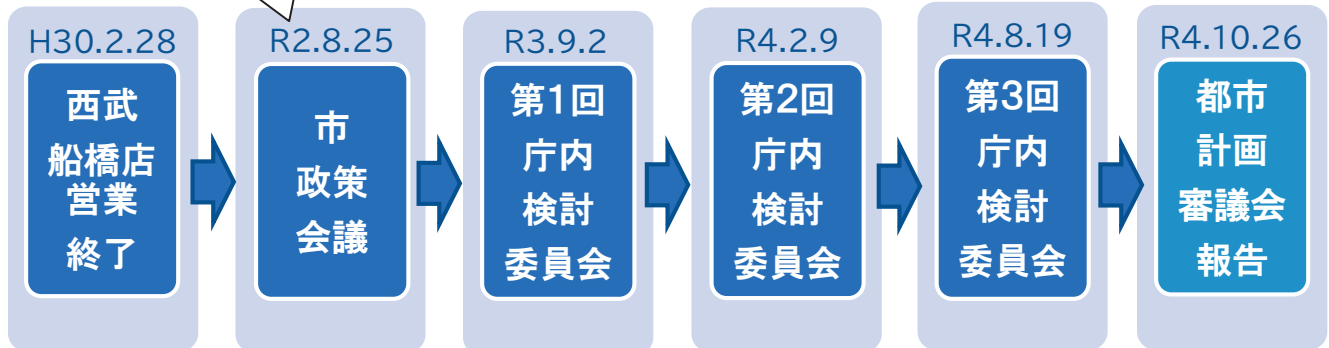 H30.2.28
西武
船橋店
営業
終了
R2.8.25
市
政策
会議
R3.9.2
第1回
庁内
検討
委員会
R4.2.9
第2回
庁内
検討
委員会
R4.8.19
第3回
庁内
検討
委員会
R4.10.26
都市
計画
審議会
報告